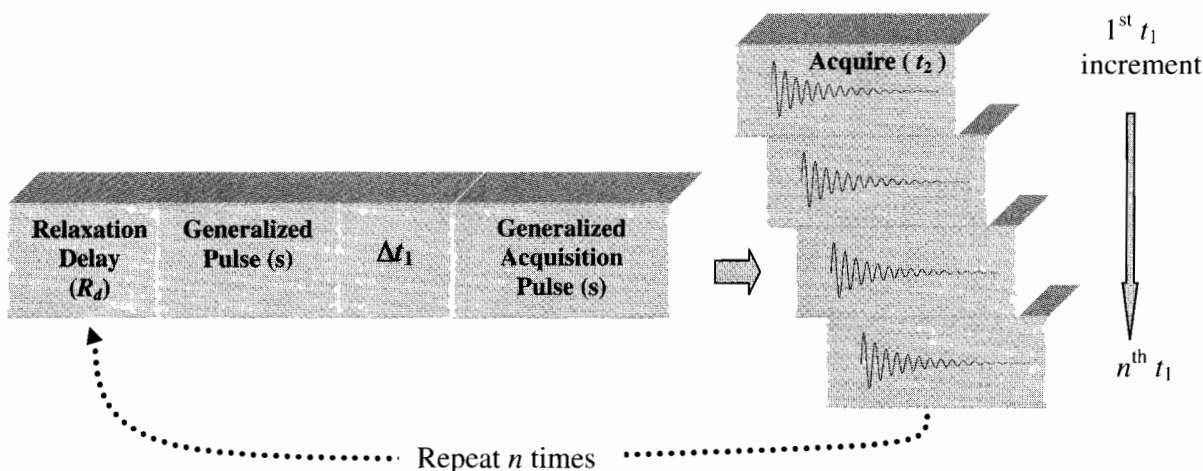 1st t1
increment
Acquire ( t2 )
Relaxation
Delay
(Rd)
Generalized
Pulse (s)
Δt1
Generalized
Acquisition
Pulse (s)
nth t1
Repeat n times